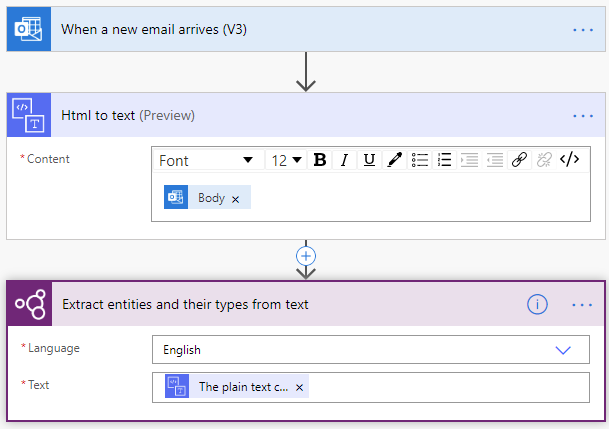 When a new email arrives (V3)
Html to text (Preview)
* Content
Font 12 B I U </>
Body ×
Extract entities and their types from text
* Language English
* Text The plain text c... ×